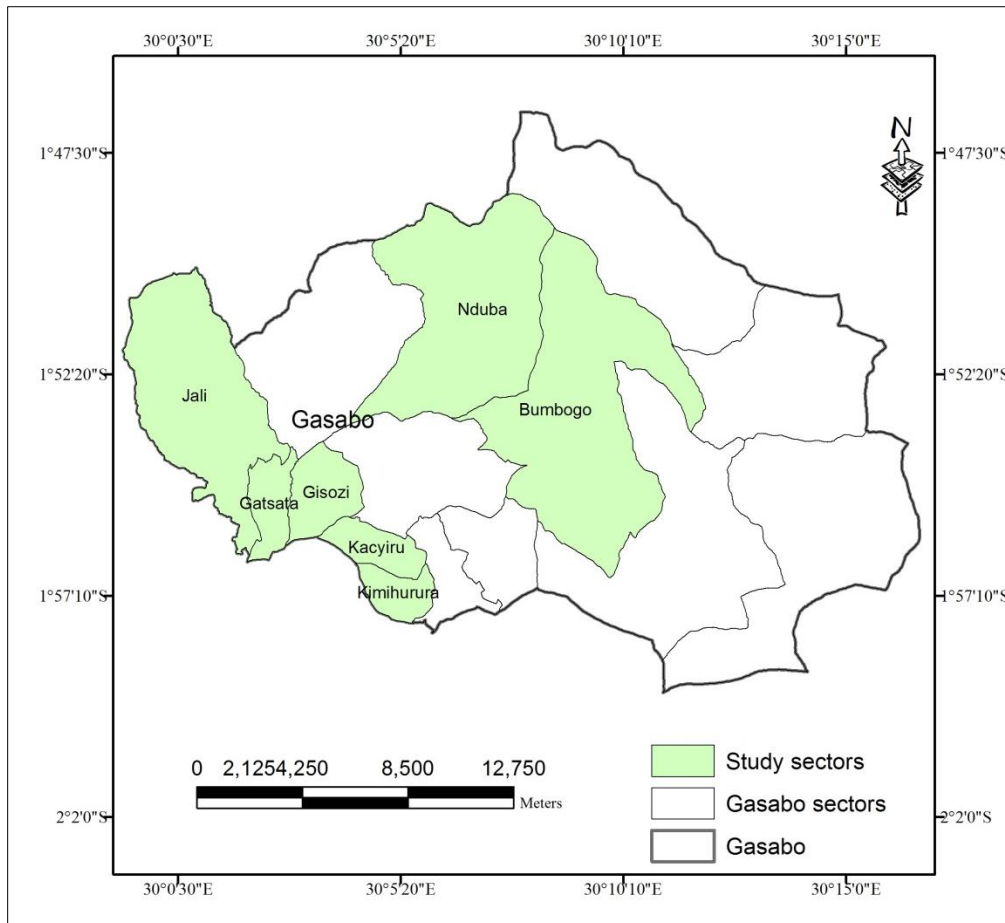 30°0'30"E 30°5'20"E 30°10'10"E 30°15'0"E
N
1°47'30"S 1°47'30"S
Nduba
1°52'20"S 1°52'20"S
Jali
Bumbogo
Gasabo
Gisozi
Gatsata
Kacyiru
Kimihurura
1°57'10"S 1°57'10"S
0 2,1254,250 8,500 12,750
Meters
Study sectors
Gasabo sectors
Gasabo
2°2'0"S 2°2'0"S
30°0'30"E 30°5'20"E 30°10'10"E 30°15'0"E